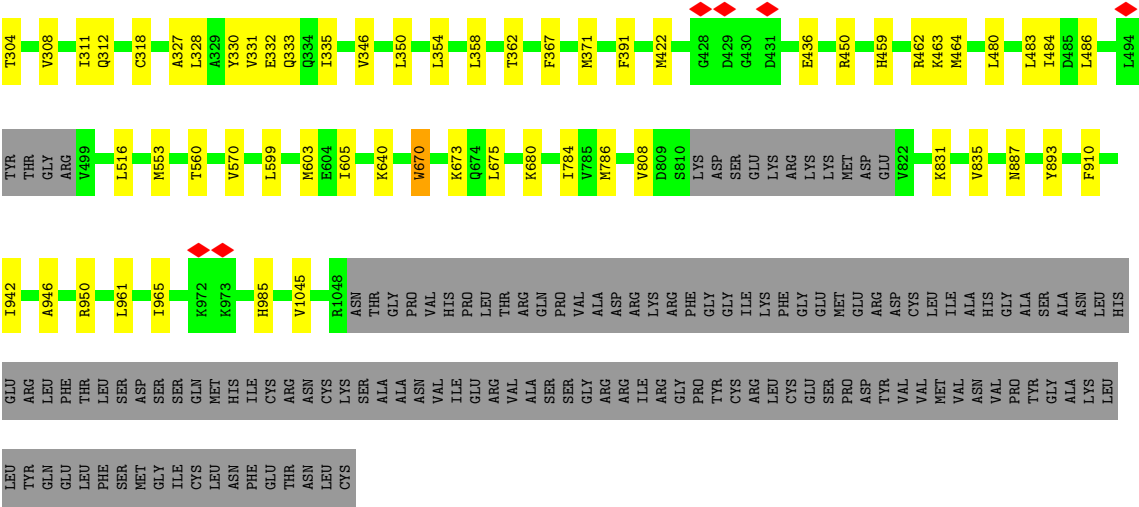 T304 V308 I311 Q312 C318 A327 L328 A329 Y330 V331 E332 Q333 Q334 I335 V346 L350 L354 L358 T362 F367 M371 F391 M422 G428 D429 G430 D431 E436 R450 H459 R462 K463 M464 L480 L483 I484 D485 L486 L494
TYR THR GLY ARG V499 L516 M553 T560 V570 L599 M603 E604 I605 K640 W670 K673 Q674 L675 K680 I784 V785 M786 V808 D809 S810 LYS ASP SER GLU LYS ARG LYS LYS MET ASP GLU V822 K831 V835 N887 Y893 F910
I942 A946 R950 L961 I965 K972 K973 H985 V1045 R1048 ASN THR GLY PRO VAL HIS PRO LEU THR ARG GLN PRO VAL ALA ASP ARG LYS ARG PHE GLY GLY ILE LYS PHE GLY GLU MET GLU ARG ASP CYS LEU ILE ALA HIS GLY ALA SER ALA ASN LEU HIS
GLU ARG LEU PHE THR LEU SER ASP SER SER GLN MET HIS ILE CYS ARG ASN CYS LYS SER ALA ALA ASN VAL ILE GLU ARG VAL ALA SER SER GLY ARG ARG ILE ARG GLY PRO TYR CYS ARG LEU CYS GLU SER PRO ASP TYR VAL VAL MET VAL ASN VAL PRO TYR GLY ALA LYS LEU
LEU TYR GLN GLU LEU PHE SER MET GLY ILE CYS LEU ASN PHE GLU THR ASN LEU CYS